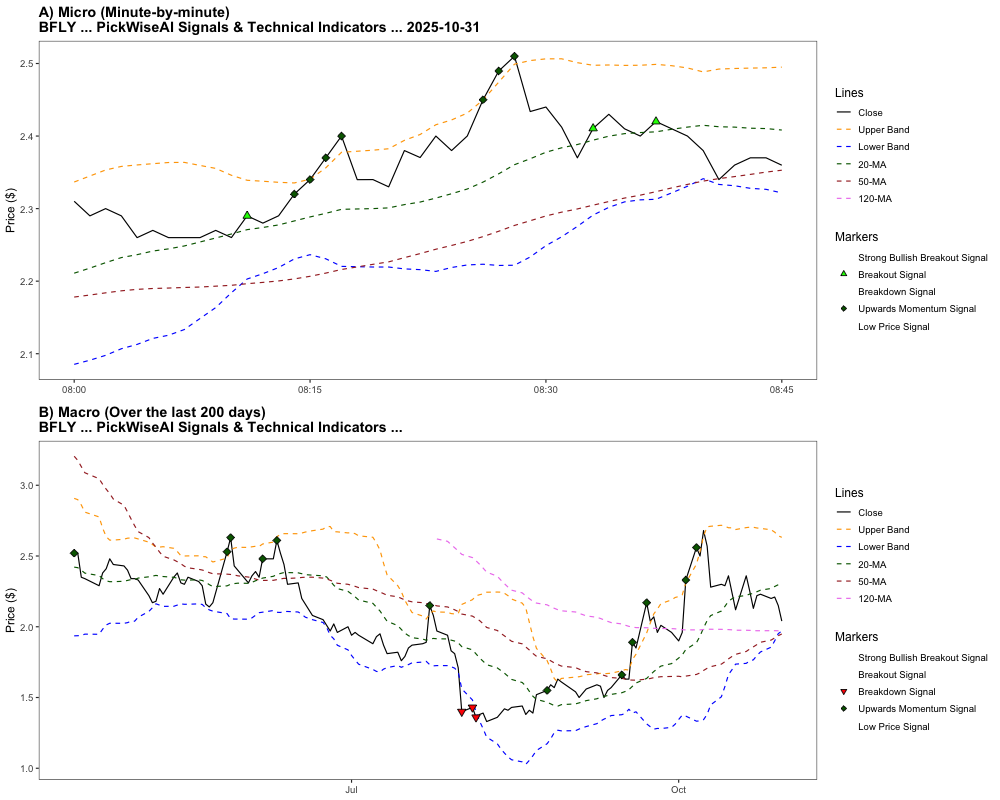 A) Micro (Minute-by-minute)
BFLY ... PickWiseAI Signals & Technical Indicators ... 2025-10-31
Price ($)
2.5
2.4
2.3
2.2
2.1
08:00
08:15
08:30
08:45
Lines
Close
Upper Band
Lower Band
20-MA
50-MA
120-MA
Markers
Strong Bullish Breakout Signal
Breakout Signal
Breakdown Signal
Upwards Momentum Signal
Low Price Signal
B) Macro (Over the last 200 days)
BFLY ... PickWiseAI Signals & Technical Indicators ...
Price ($)
3.0
2.5
2.0
1.5
1.0
Jul
Oct
Lines
Close
Upper Band
Lower Band
20-MA
50-MA
120-MA
Markers
Strong Bullish Breakout Signal
Breakout Signal
Breakdown Signal
Upwards Momentum Signal
Low Price Signal